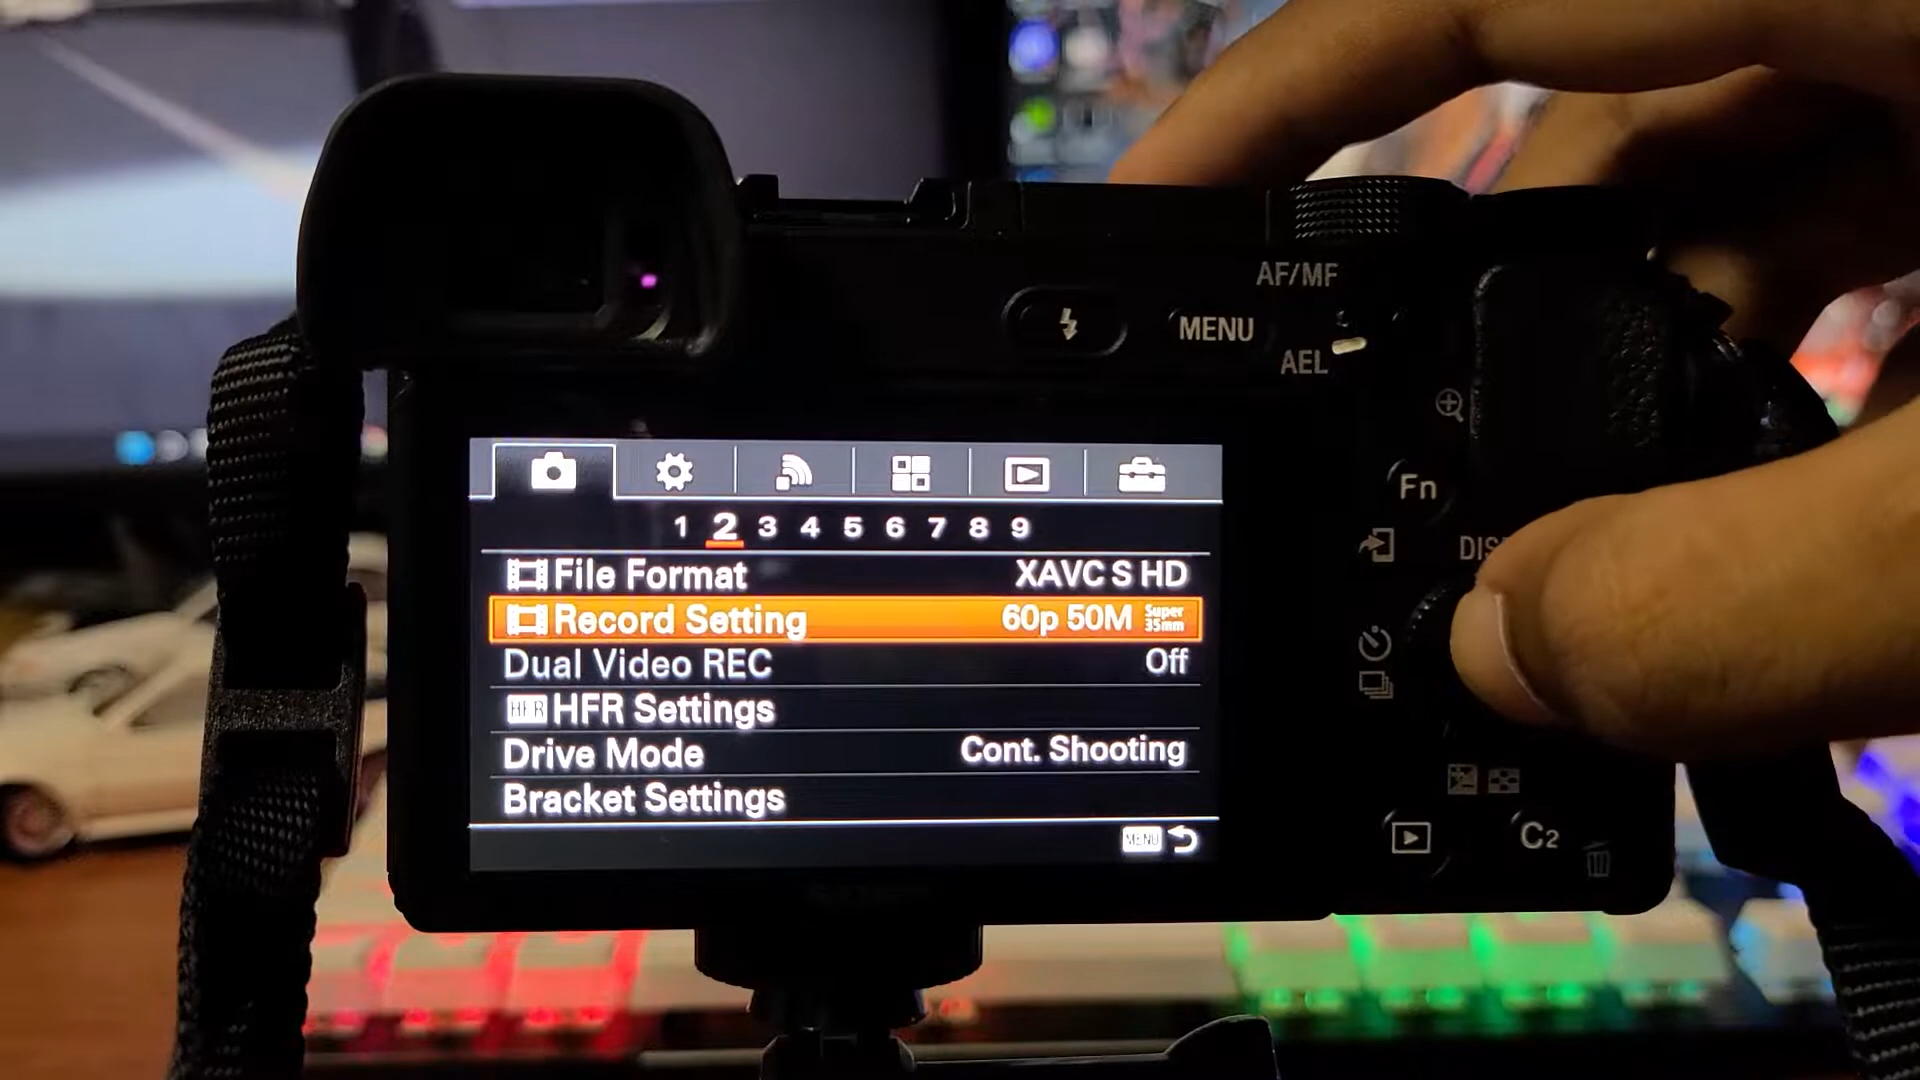 AF/MF
MENU
AEL
Fn
1 2 3 4 5 6 7 8 9
File Format XAVC S HD
Record Setting 60p 50M Super 35mm
Dual Video REC Off
HFR HFR Settings
Drive Mode Cont. Shooting
Bracket Settings
MENU
C2